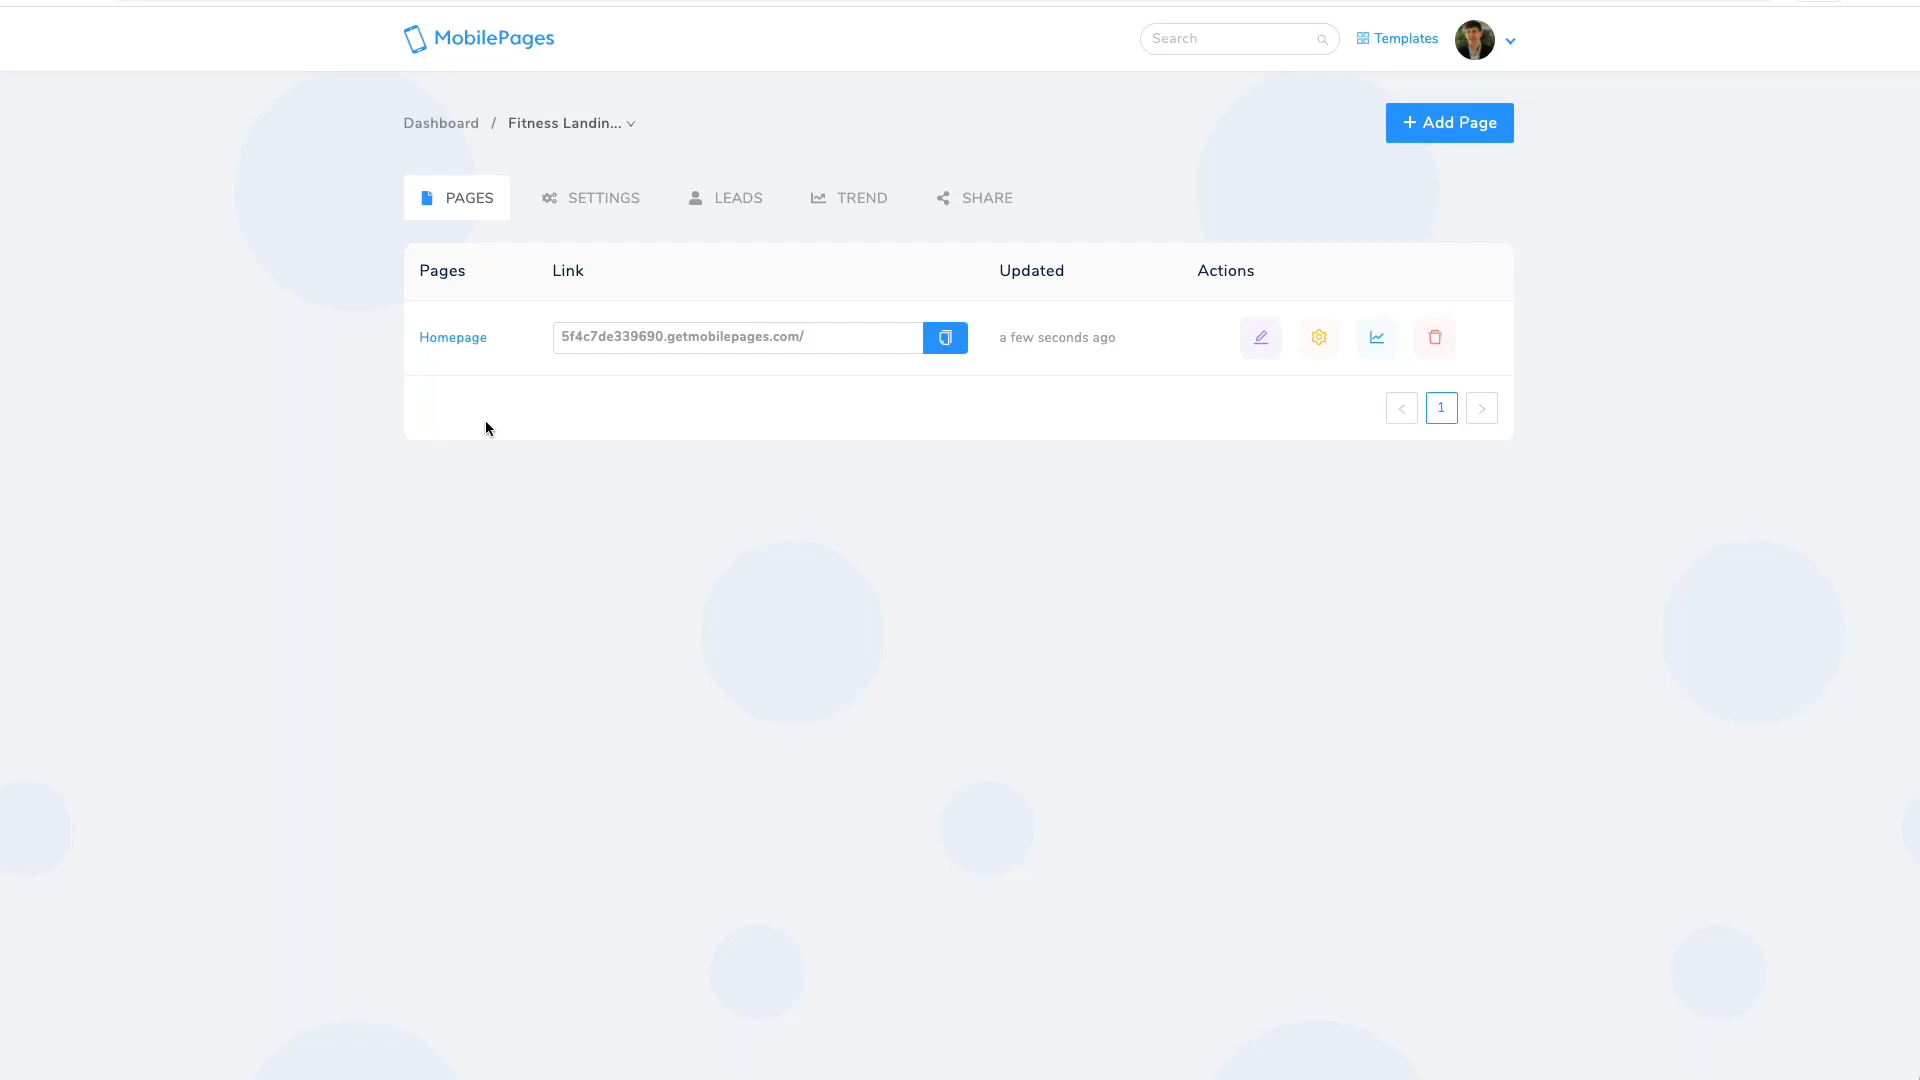 MobilePages
Search
Templates
Dashboard / Fitness Landin...
+ Add Page
PAGES SETTINGS LEADS TREND SHARE
Pages Link Updated Actions
Homepage 5f4c7de339690.getmobilepages.com/ a few seconds ago
< 1 >